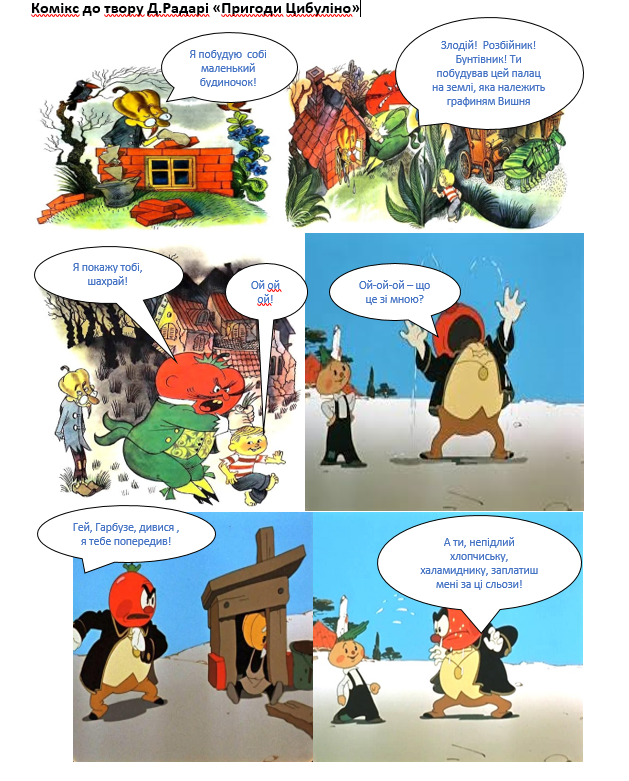 Комікс до твору Д.Радарі «Пригоди Цибуліно»
Я побудую собі
маленький
будиночок!
Злодій! Розбійник!
Бунтівник! Ти
побудував цей палац
на землі, яка належить
графиням Вишня
Я покажу тобі,
шахрай!
Ой ой
ой!
Ой-ой-ой – що
це зі мною?
Гей, Гарбузе, дивися ,
я тебе попередив!
А ти, непідлий
хлопчиську,
халамиднику, заплатиш
мені за ці сльози!